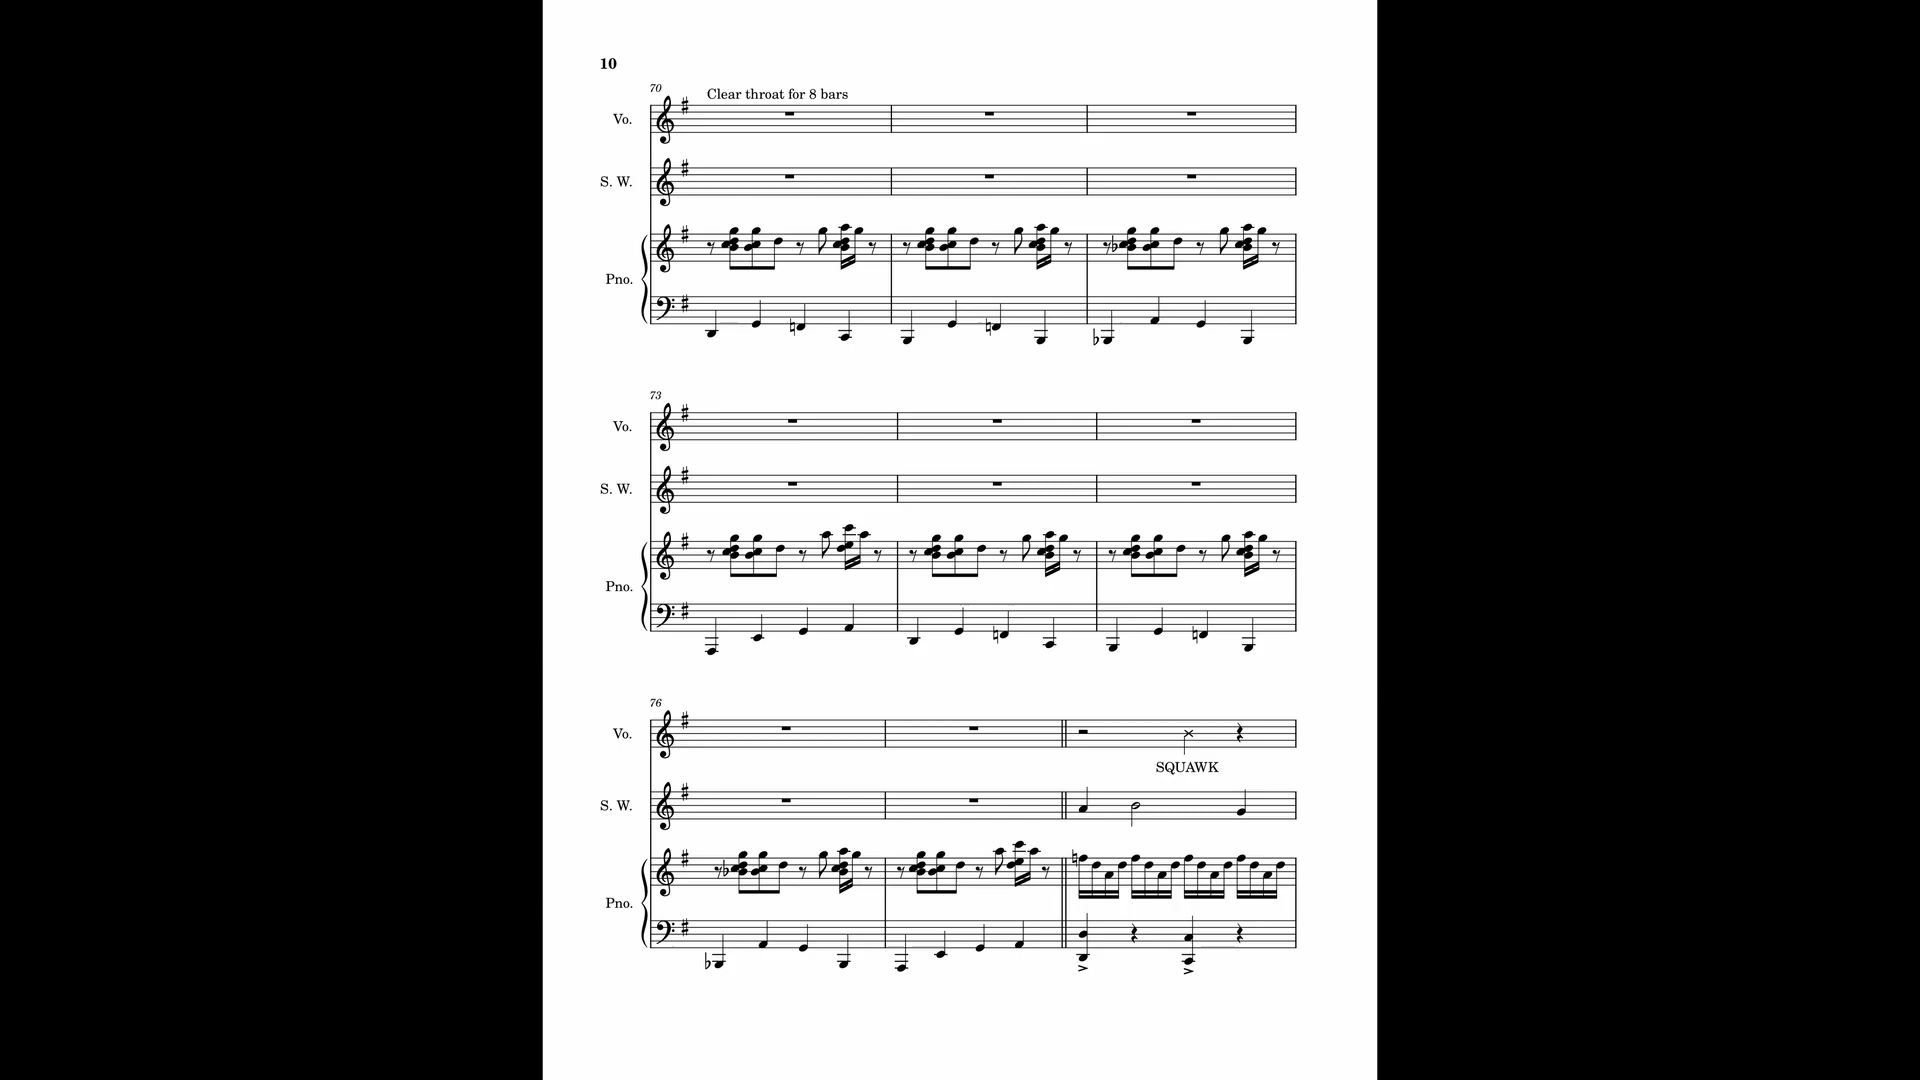 10
70
Clear throat for 8 bars
Vo.
S. W.
Pno.
73
Vo.
S. W.
Pno.
76
Vo.
SQUAWK
S. W.
Pno.